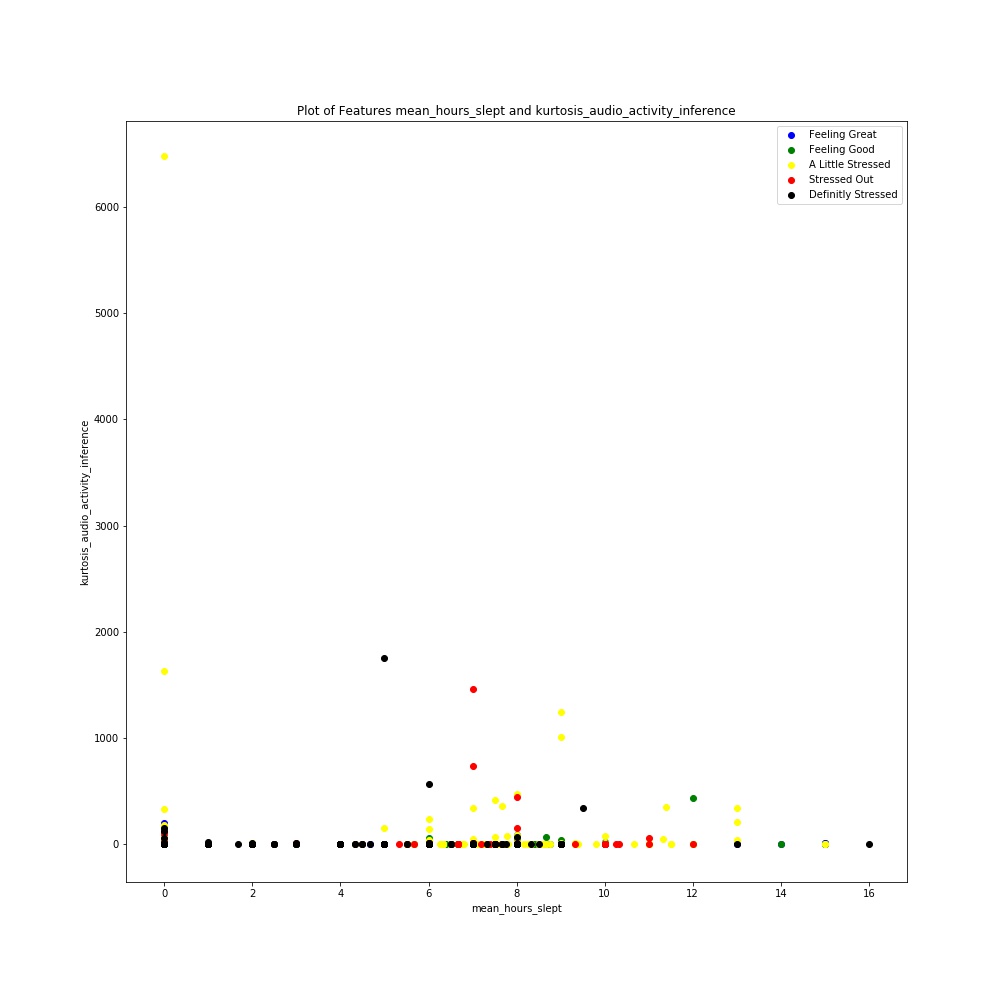 Plot of Features mean_hours_slept and kurtosis_audio_activity_inference
Feeling Great
Feeling Good
A Little Stressed
Stressed Out
Definitly Stressed
6000
5000
4000
3000
2000
1000
0
kurtosis_audio_activity_inference
0 2 4 6 8 10 12 14 16
mean_hours_slept